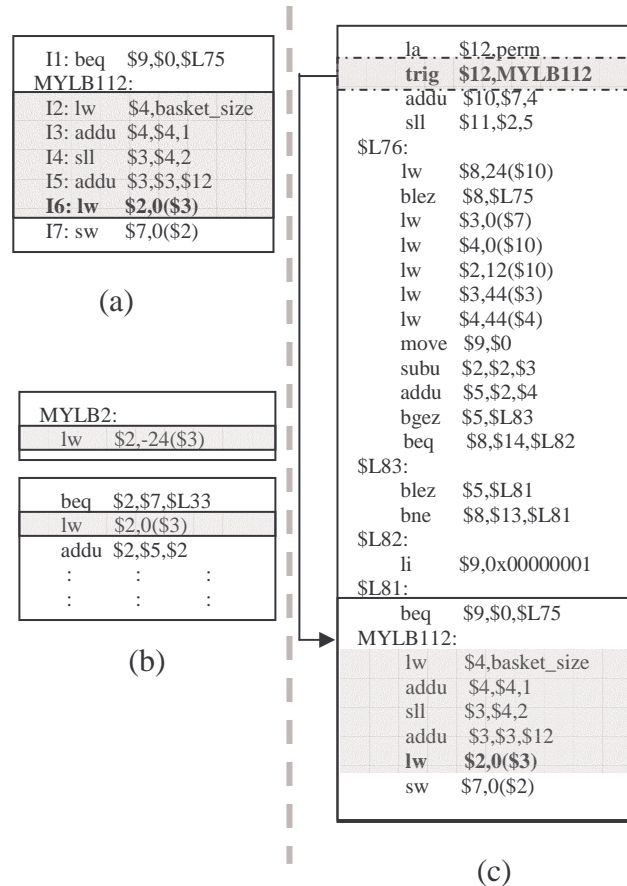 I1: beq $9,$0,$L75
MYLB112:
I2: lw $4,basket_size
I3: addu $4,$4,1
I4: sll $3,$4,2
I5: addu $3,$3,$12
I6: lw $2,0($3)
I7: sw $7,0($2)
(a)
MYLB2:
lw $2,-24($3)
beq $2,$7,$L33
lw $2,0($3)
addu $2,$5,$2
: : :
: : :
(b)
la $12,perm
trig $12,MYLB112
addu $10,$7,4
sll $11,$2,5
$L76:
lw $8,24($10)
blez $8,$L75
lw $3,0($7)
lw $4,0($10)
lw $2,12($10)
lw $3,44($3)
lw $4,44($4)
move $9,$0
subu $2,$2,$3
addu $5,$2,$4
bgez $5,$L83
beq $8,$14,$L82
$L83:
blez $5,$L81
bne $8,$13,$L81
$L82:
li $9,0x00000001
$L81:
beq $9,$0,$L75
MYLB112:
lw $4,basket_size
addu $4,$4,1
sll $3,$4,2
addu $3,$3,$12
lw $2,0($3)
sw $7,0($2)
(c)